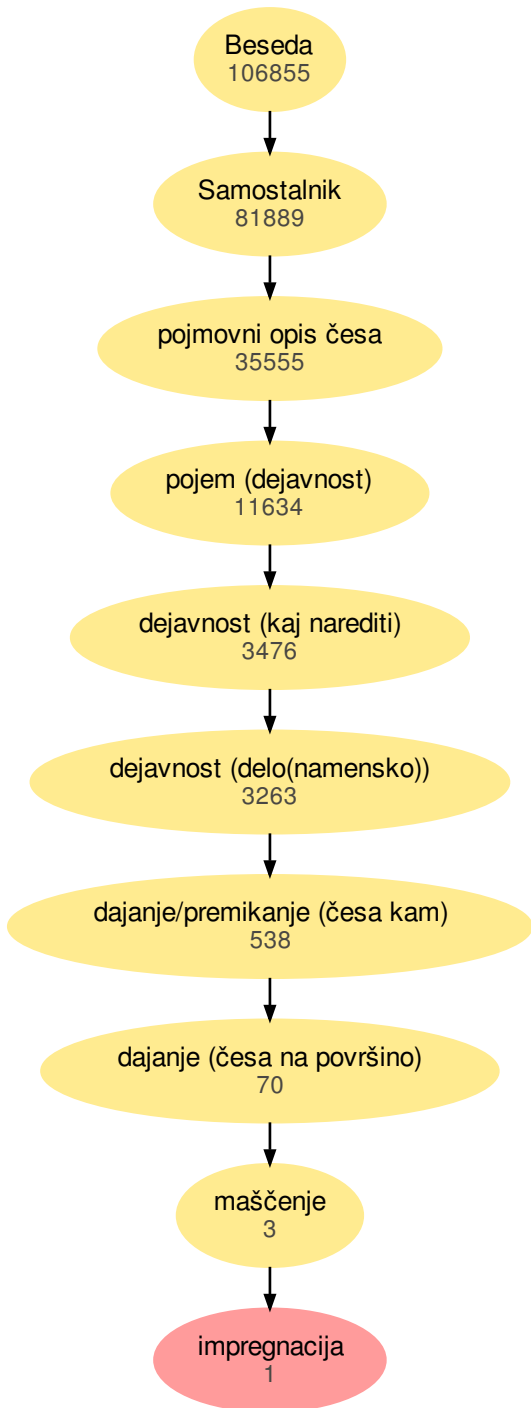 Beseda
106855
Samostalnik
81889
pojmovni opis česa
35555
pojem (dejavnost)
11634
dejavnost (kaj narediti)
3476
dejavnost (delo(namensko))
3263
dajanje/premikanje (česa kam)
538
dajanje (česa na površino)
70
maščenje
3
impregnacija
1